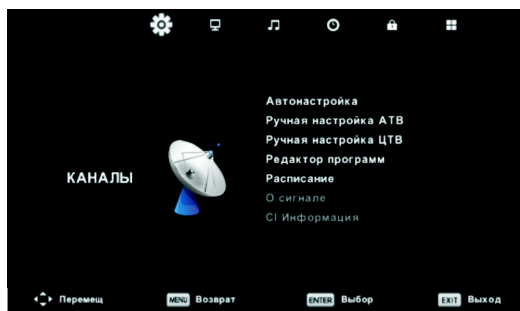 Автонастройка
Ручная настройка АТВ
Ручная настройка ЦТВ
Редактор программ
КАНАЛЫ
Расписание
О сигнале
CI Информация
Перемещ MENU Возврат ENTER Выбор EXIT Выход